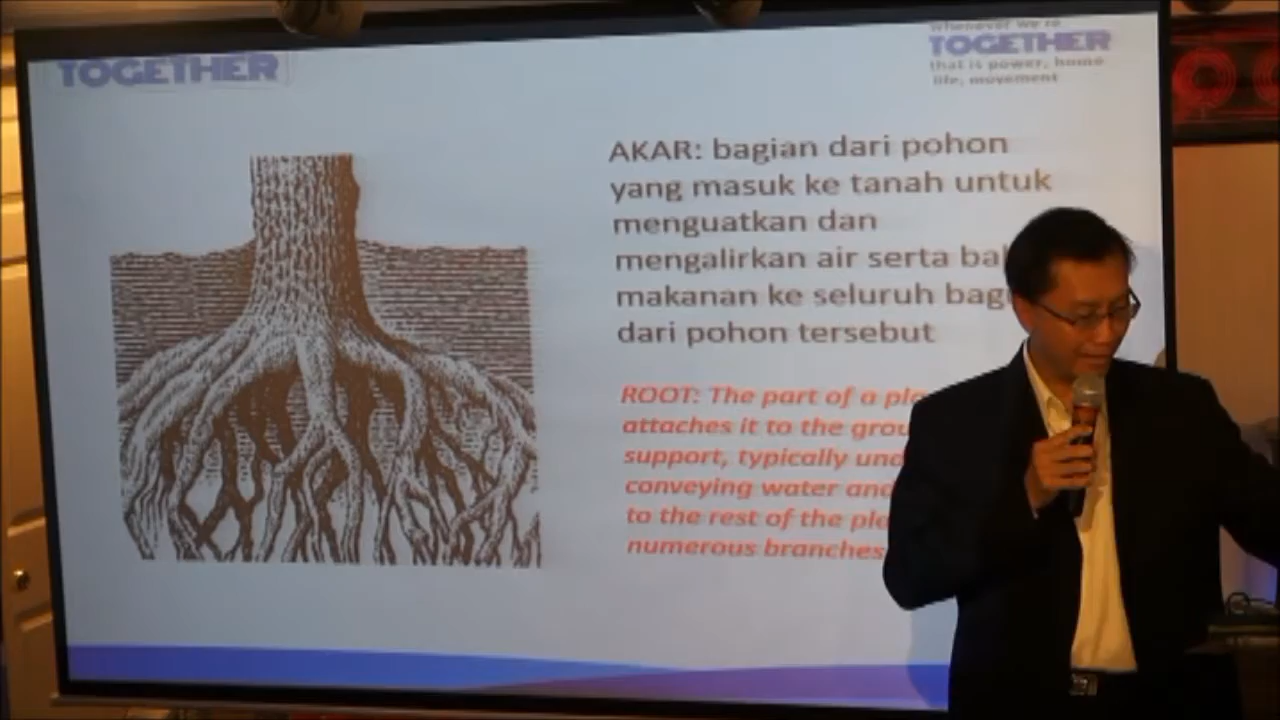 TOGETHER
whenever we're
TOGETHER
that is power, home
life, movement
AKAR: bagian dari pohon
yang masuk ke tanah untuk
menguatkan dan
mengalirkan air serta
makanan ke seluruh
dari pohon tersebut
ROOT: The part of a
attaches it to the
support, typically
conveying water
to the rest of the
numerous branches